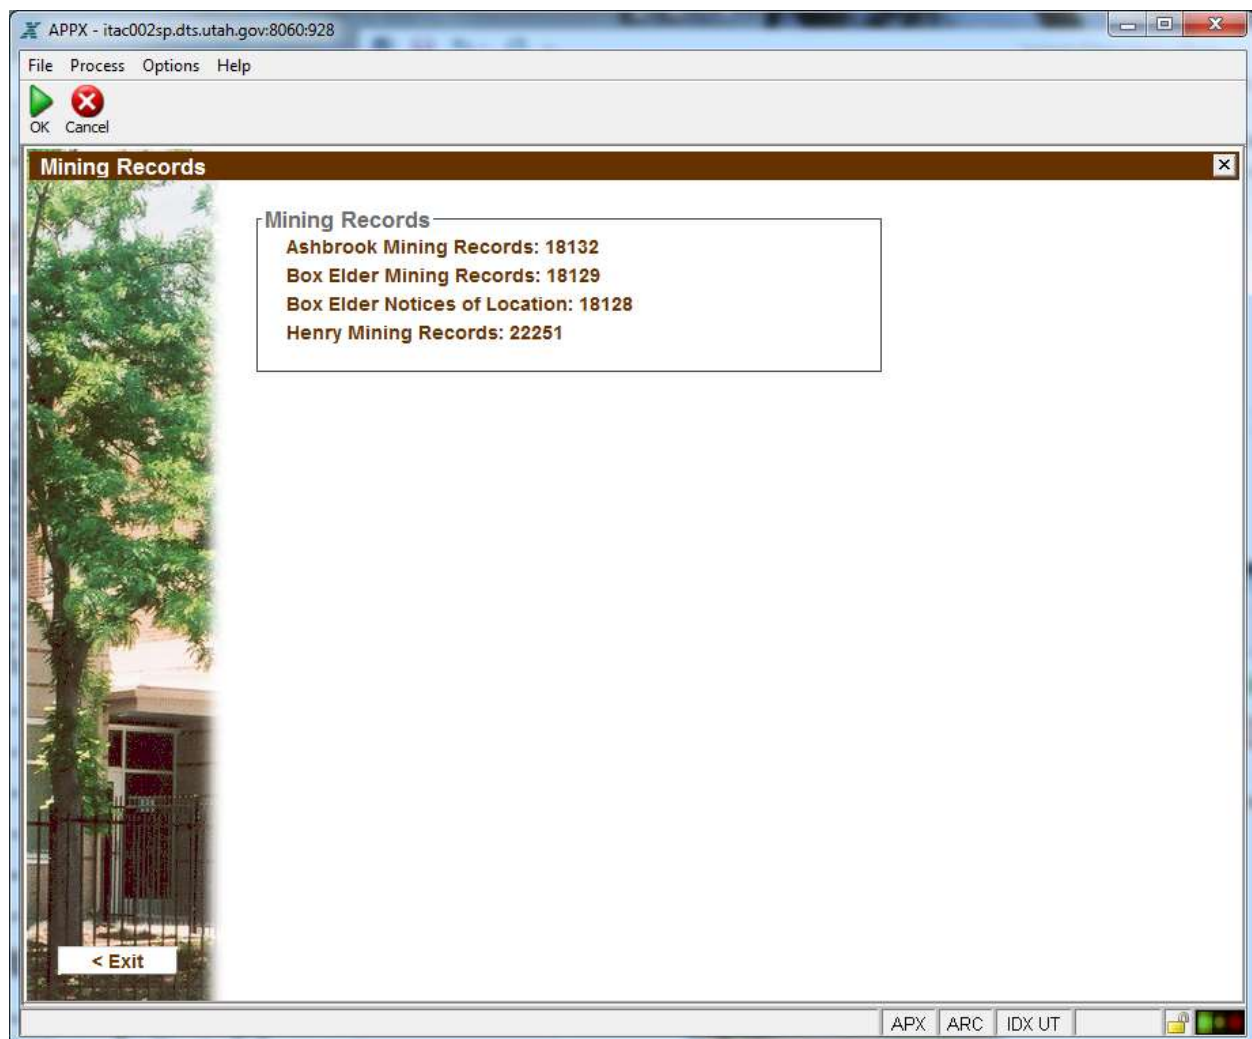 APPX - itac002sp.dts.utah.gov:8060:928
File Process Options Help
OK Cancel
Mining Records
Mining Records
Ashbrook Mining Records: 18132
Box Elder Mining Records: 18129
Box Elder Notices of Location: 18128
Henry Mining Records: 22251
< Exit
APX ARC IDX UT